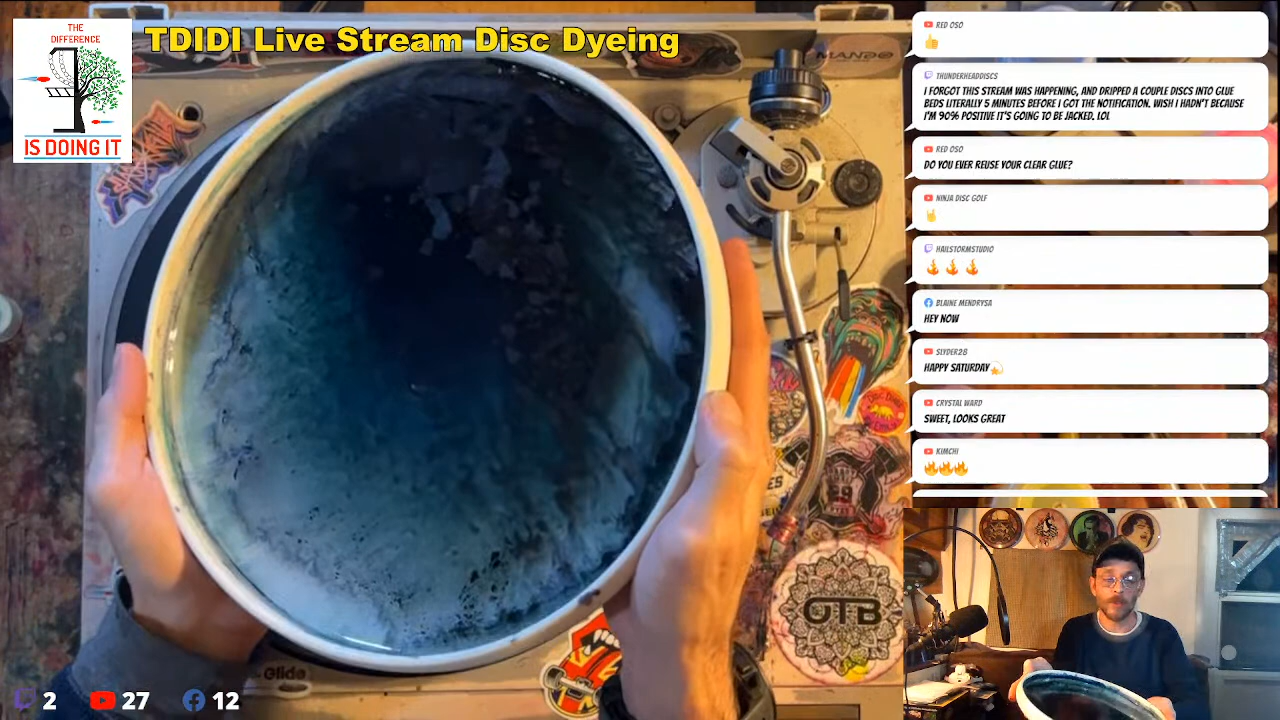 THE
DIFFERENCE
IS DOING IT
TDIDI Live Stream Disc Dyeing
MANDO
RED OSO
THUNDERHEADDISCS
I FORGOT THIS STREAM WAS HAPPENING, AND DRIPPED A COUPLE DISCS INTO GLUE
BEDS LITERALLY 5 MINUTES BEFORE I GOT THE NOTIFICATION. WISH I HADN'T BECAUSE
I'M 90% POSITIVE IT'S GOING TO BE JACKED. LOL
RED OSO
DO YOU EVER REUSE YOUR CLEAR GLUE?
NINJA DISC GOLF
HAILSTORMSTUDIO
BLAINE MENDRYSA
HEY NOW
SLYDER28
HAPPY SATURDAY
CRYSTAL WARD
SWEET, LOOKS GREAT
KIMCHI
OTB
Glide
2
27
12